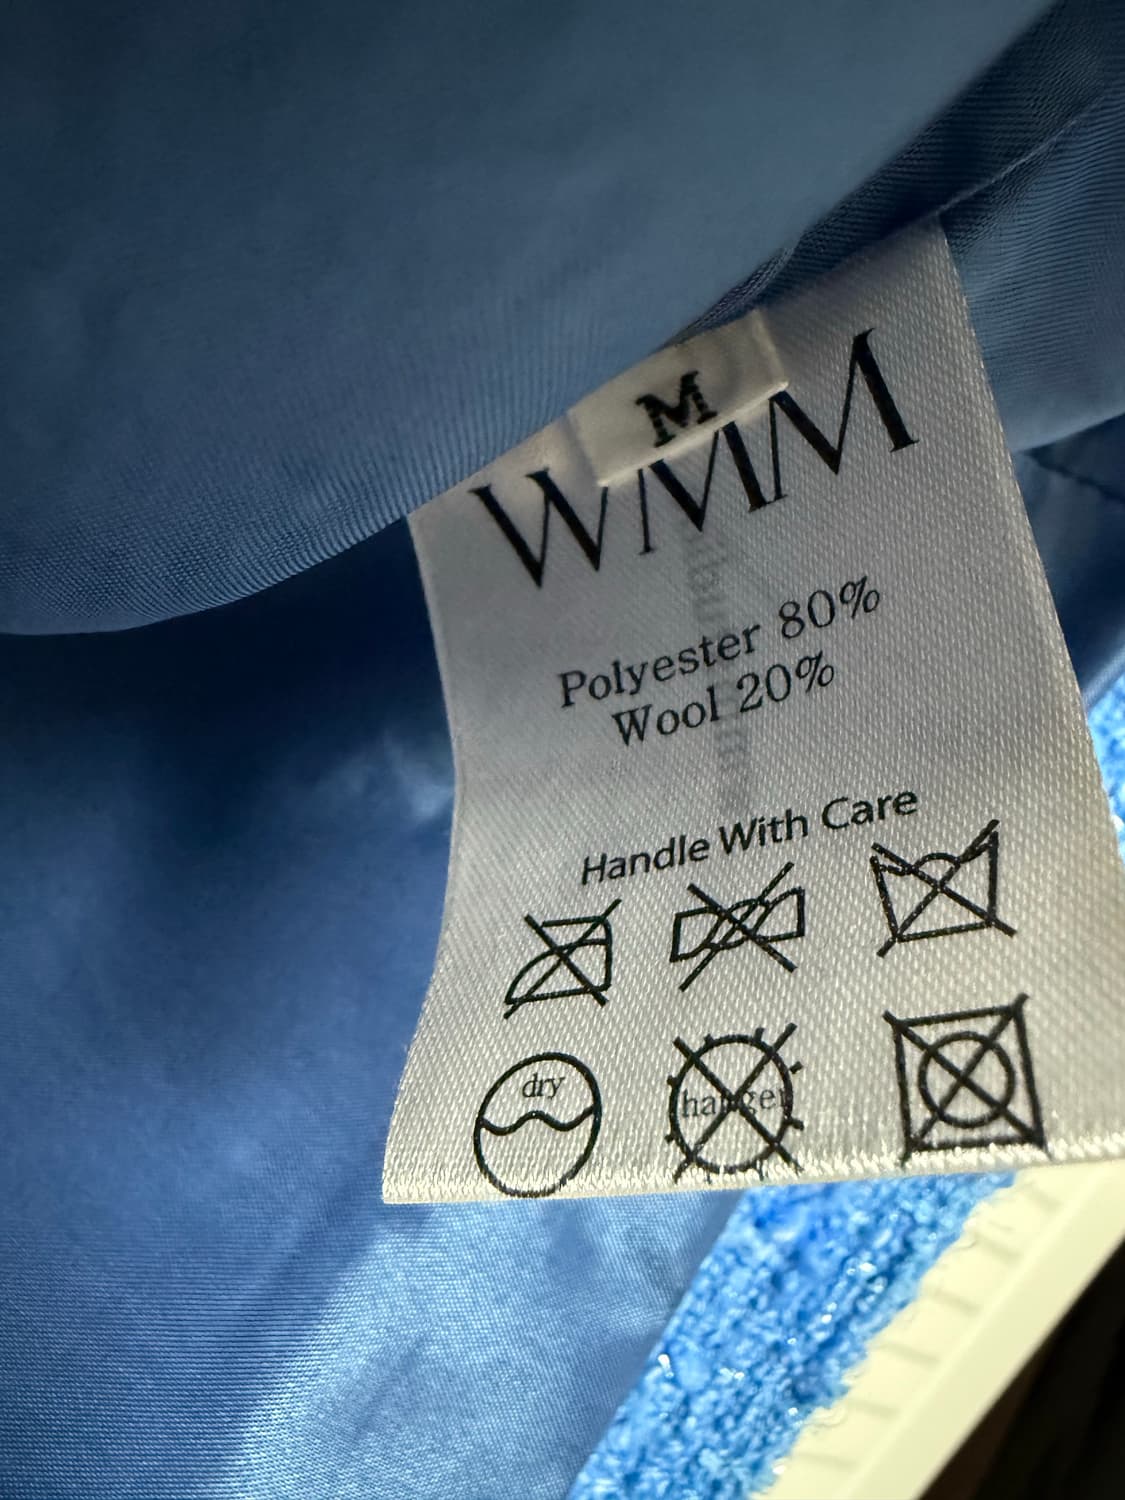 M
WMM
Polyester 80%
Wool 20%
Handle With Care
dry
hanger